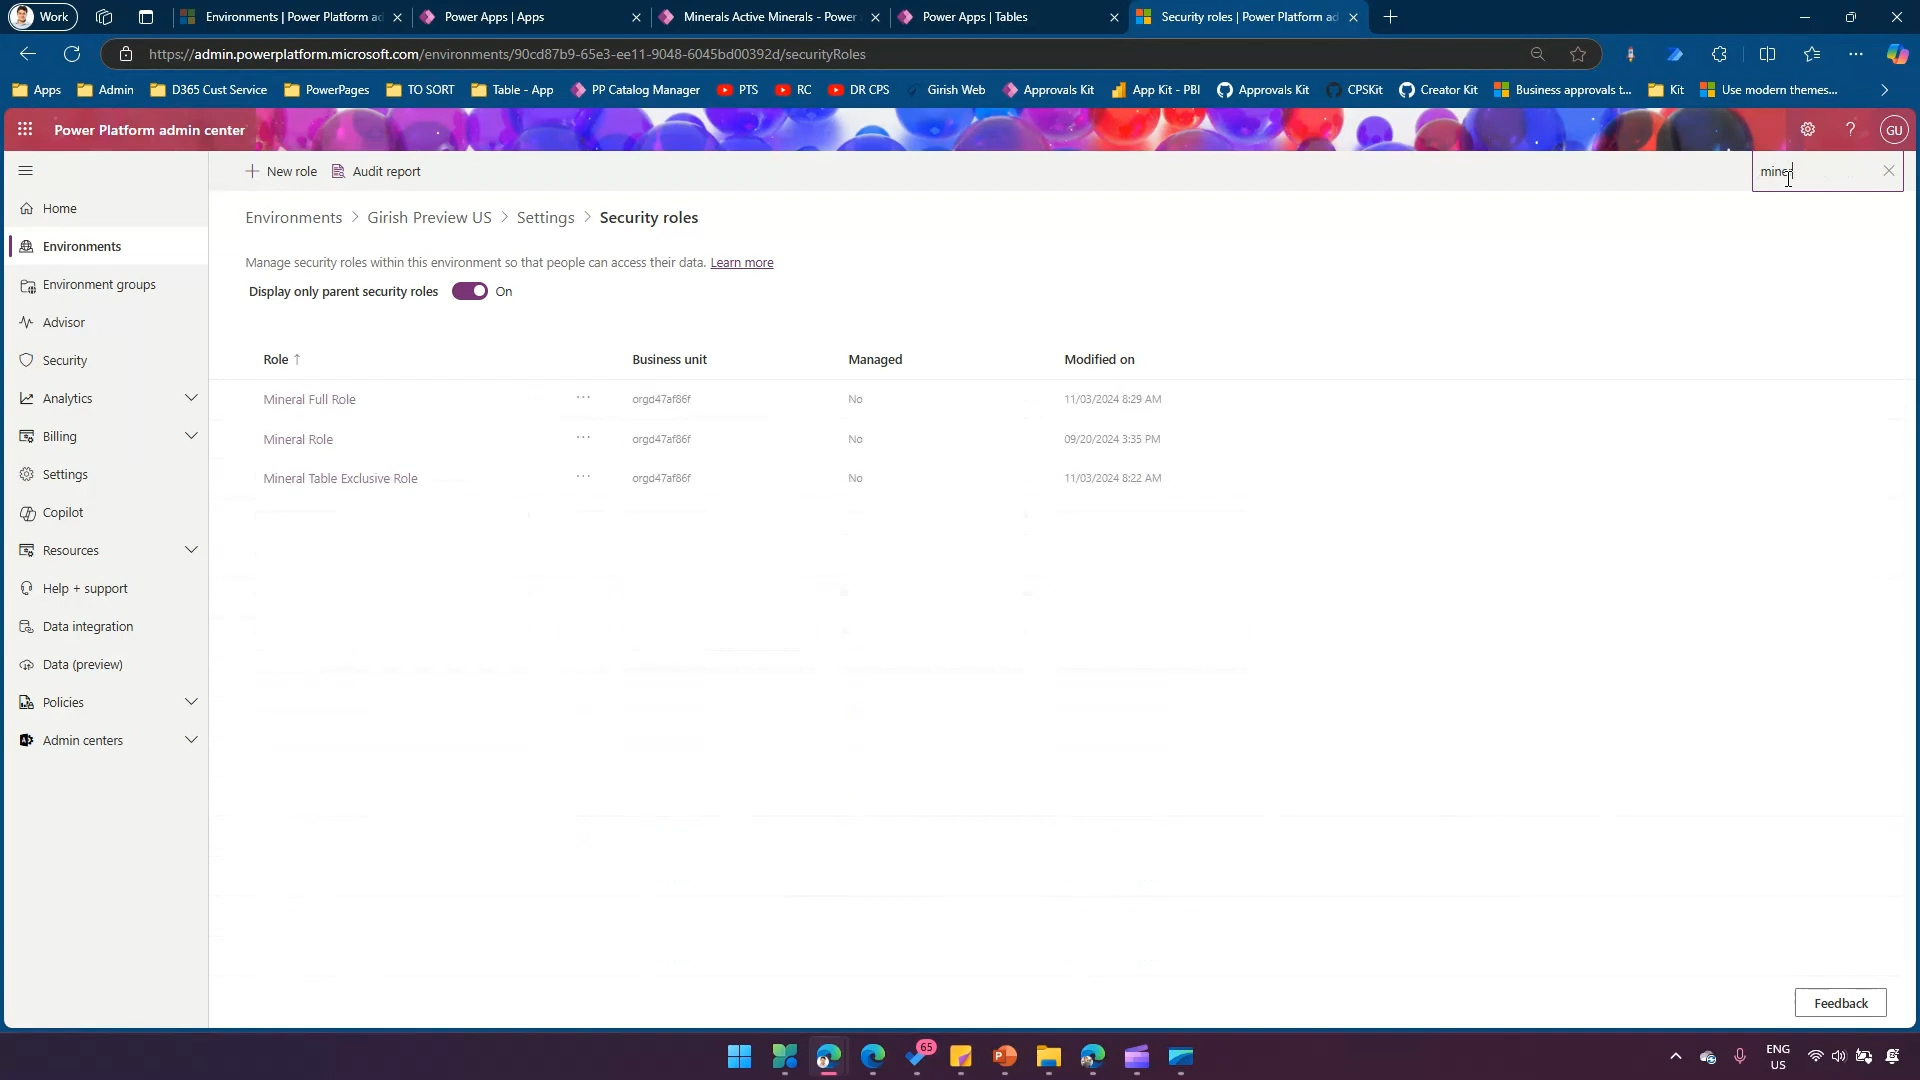 Work
Environments | Power Platform ad
Power Apps | Apps
Minerals Active Minerals - Power
Power Apps | Tables
Security roles | Power Platform ad
https://admin.powerplatform.microsoft.com/environments/90cd87b9-65e3-ee11-9048-6045bd00392d/securityRoles
Apps
Admin
D365 Cust Service
PowerPages
TO SORT
Table - App
PP Catalog Manager
PTS
RC
DR CPS
Girish Web
Approvals Kit
App Kit - PBI
Approvals Kit
CPSKit
Creator Kit
Business approvals t...
Kit
Use modern themes...
Power Platform admin center
GU
New role
Audit report
Environments > Girish Preview US > Settings > Security roles
Manage security roles within this environment so that people can access their data. Learn more
Display only parent security roles On
Role ↑ Business unit Managed Modified on
Mineral Full Role ... orgd47af86f No 11/03/2024 8:29 AM
Mineral Role ... orgd47af86f No 09/20/2024 3:35 PM
Mineral Table Exclusive Role ... orgd47af86f No 11/03/2024 8:22 AM
Home
Environments
Environment groups
Advisor
Security
Analytics
Billing
Settings
Copilot
Resources
Help + support
Data integration
Data (preview)
Policies
Admin centers
Feedback
65
ENG
US